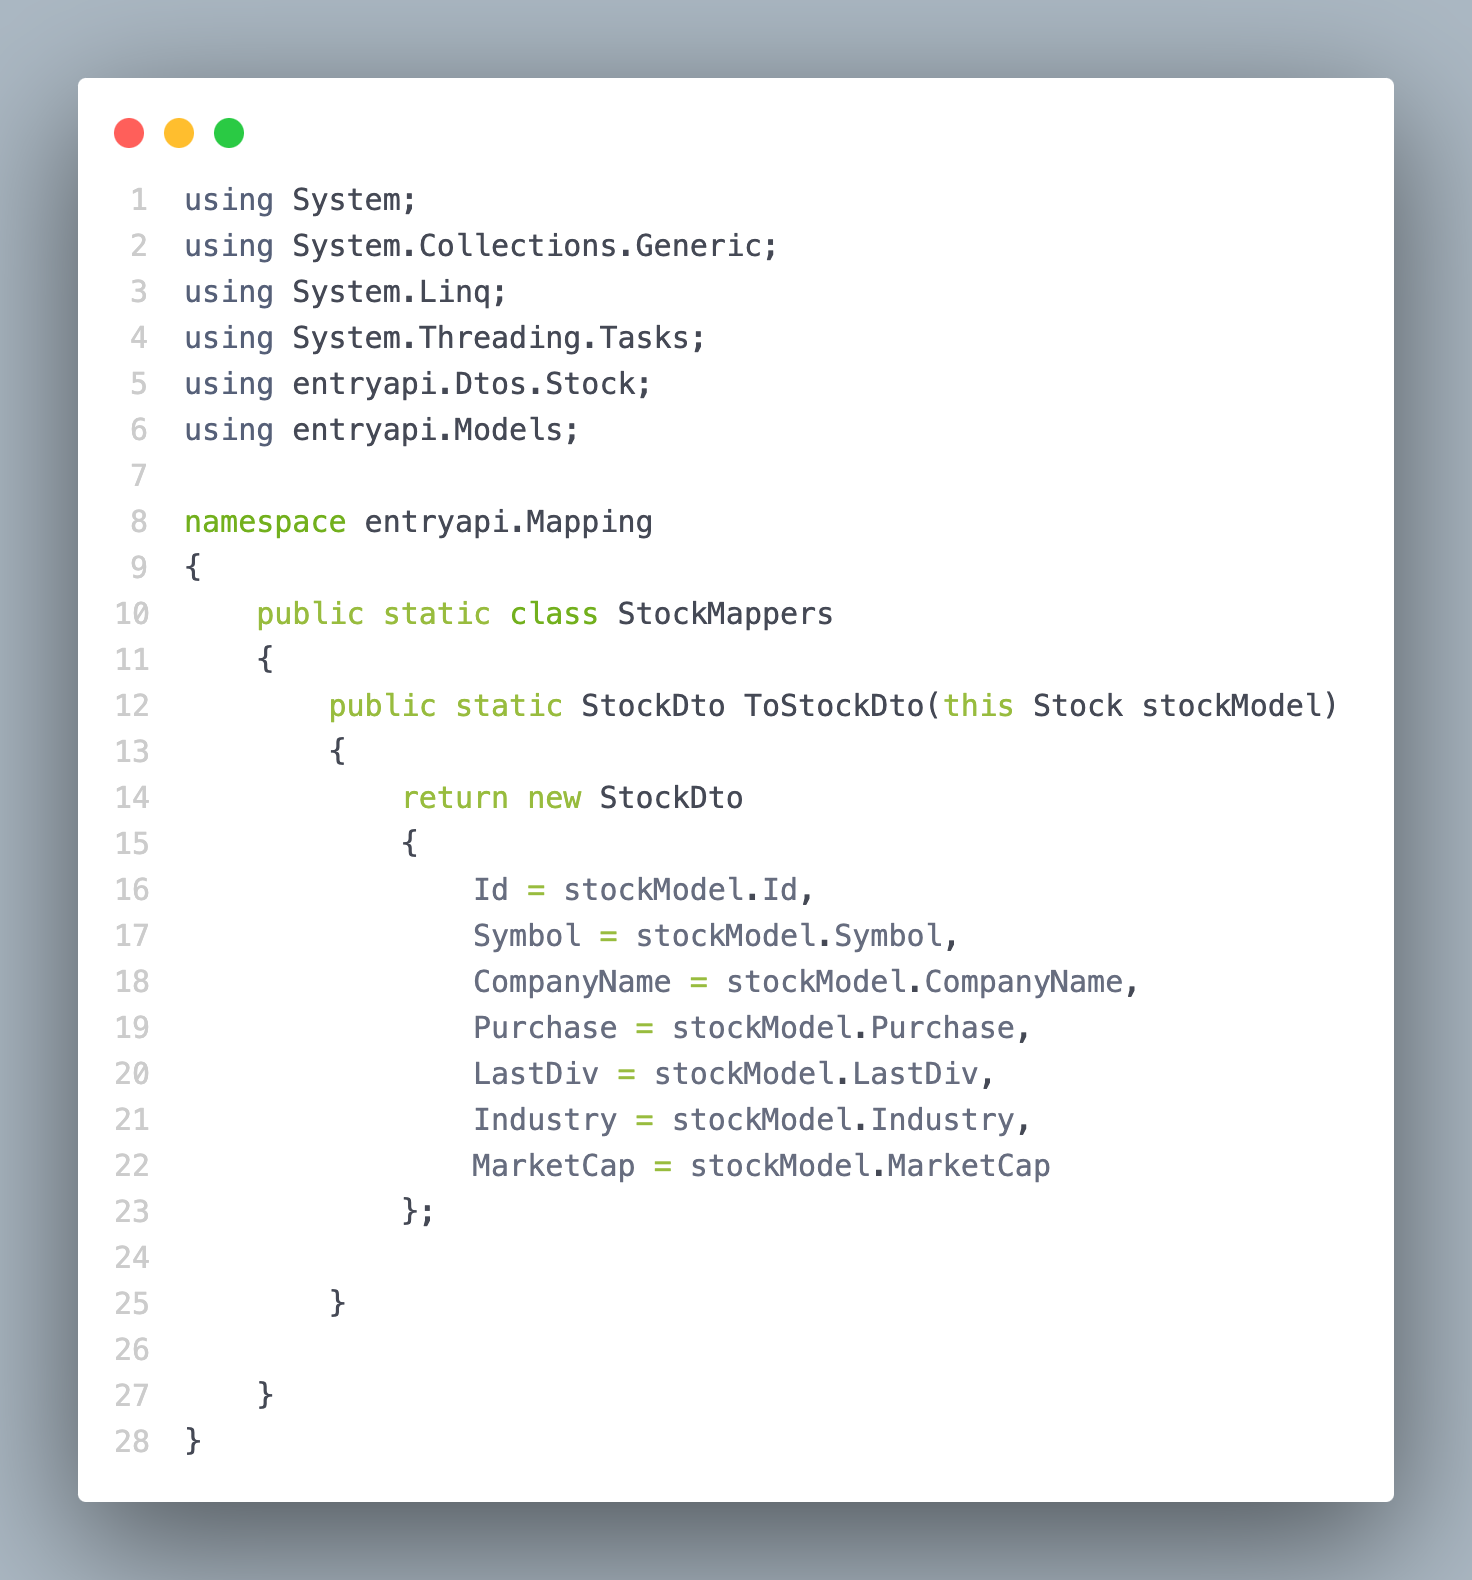 1 using System;
2 using System.Collections.Generic;
3 using System.Linq;
4 using System.Threading.Tasks;
5 using entryapi.Dtos.Stock;
6 using entryapi.Models;
7
8 namespace entryapi.Mapping
9 {
10     public static class StockMappers
11     {
12         public static StockDto ToStockDto(this Stock stockModel)
13         {
14             return new StockDto
15             {
16                 Id = stockModel.Id,
17                 Symbol = stockModel.Symbol,
18                 CompanyName = stockModel.CompanyName,
19                 Purchase = stockModel.Purchase,
20                 LastDiv = stockModel.LastDiv,
21                 Industry = stockModel.Industry,
22                 MarketCap = stockModel.MarketCap
23             };
24
25         }
26
27     }
28 }